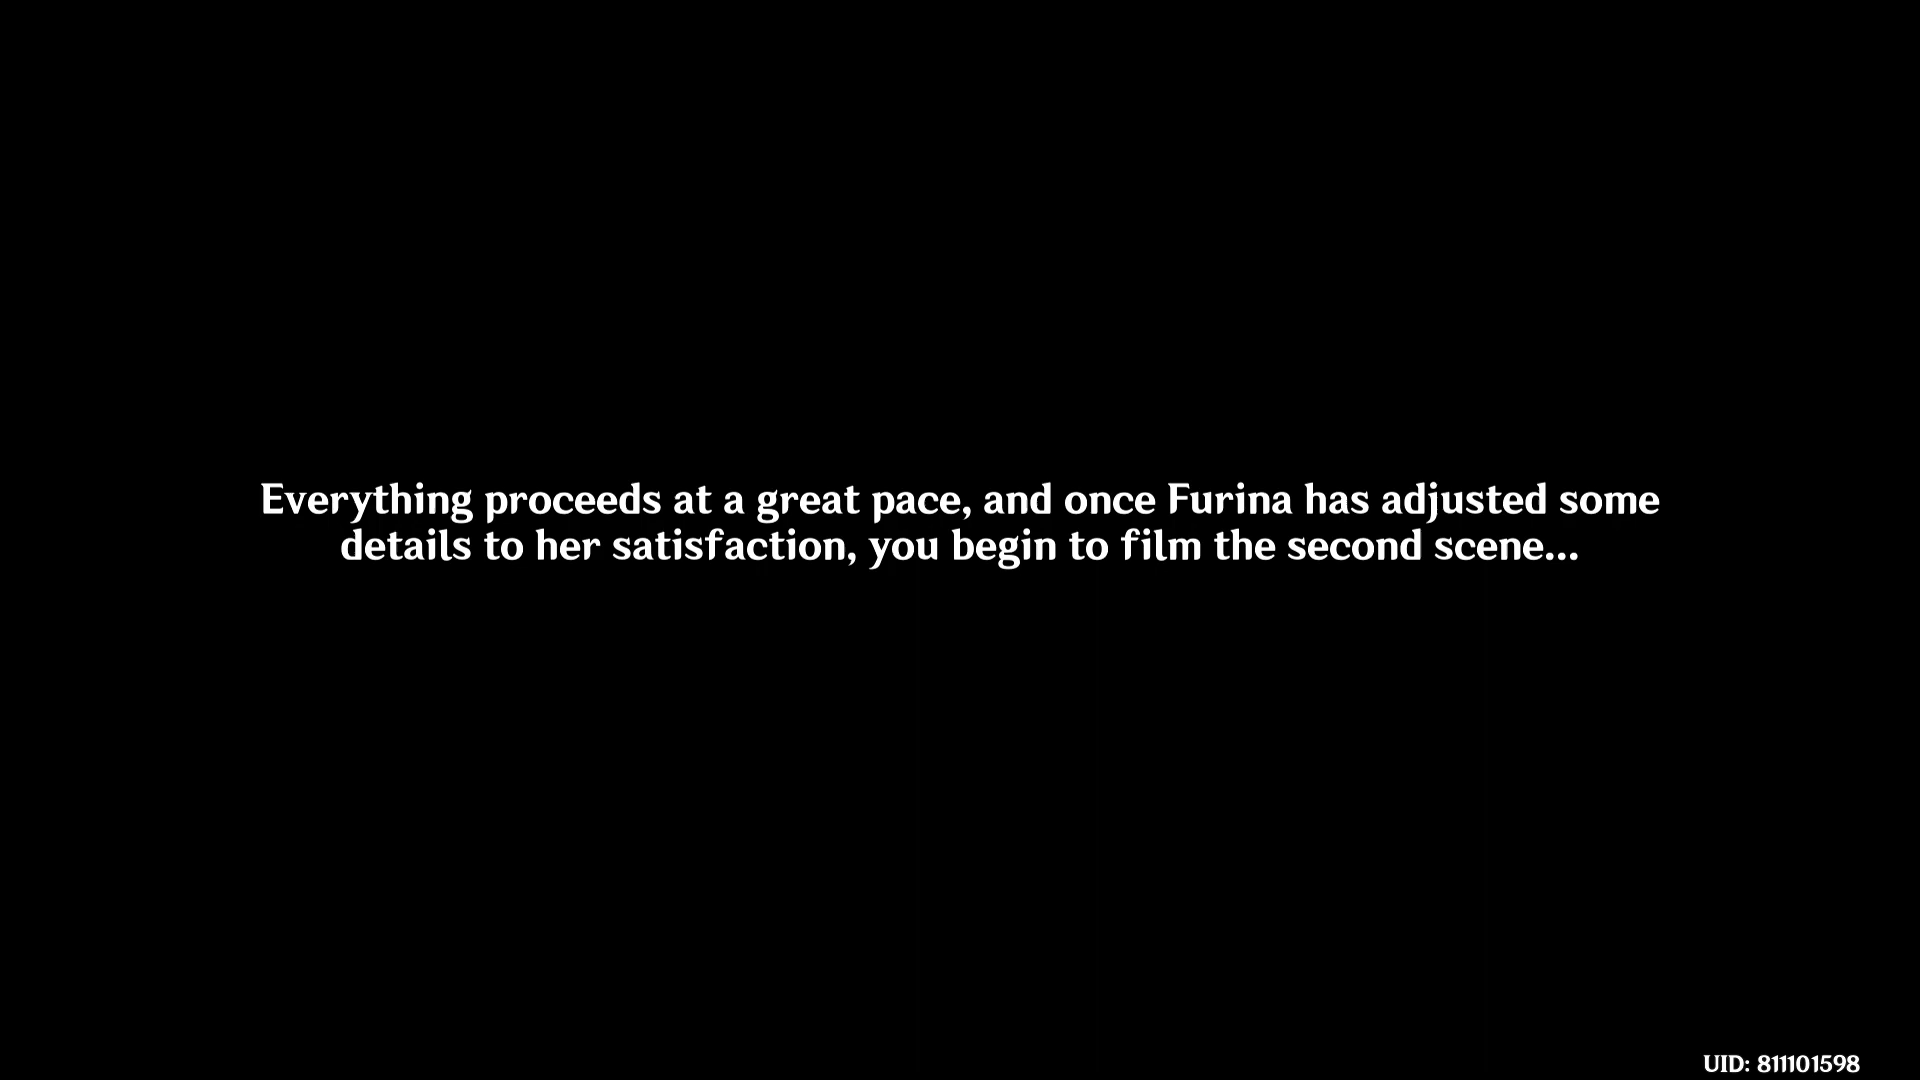 Everything proceeds at a great pace, and once Furina has adjusted some
details to her satisfaction, you begin to film the second scene...
UID: 811101598